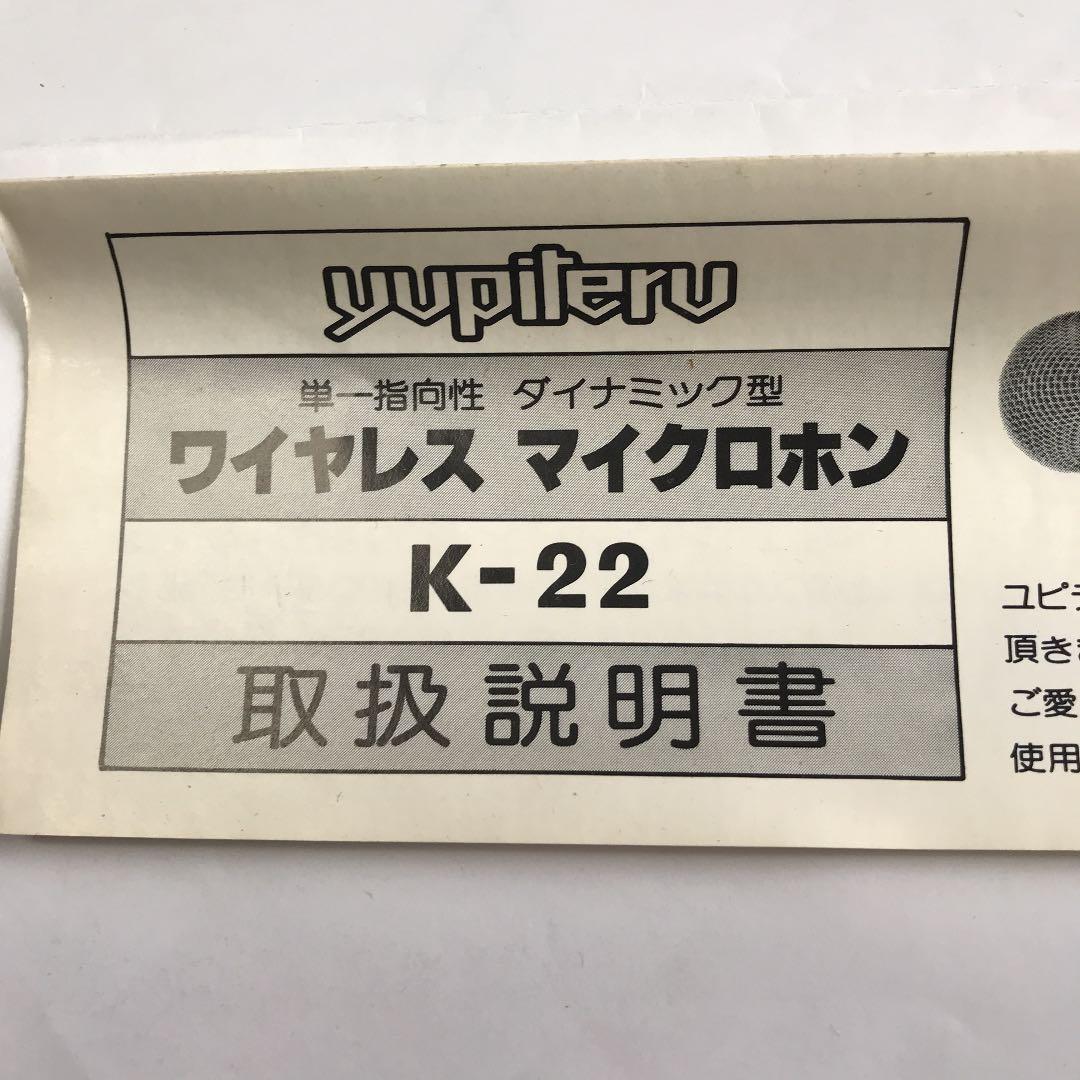 yupiteru
単一指向性 ダイナミック型
ワイヤレス マイクロホン
K-22
取扱説明書
ユピテ
頂きま
ご愛
使用